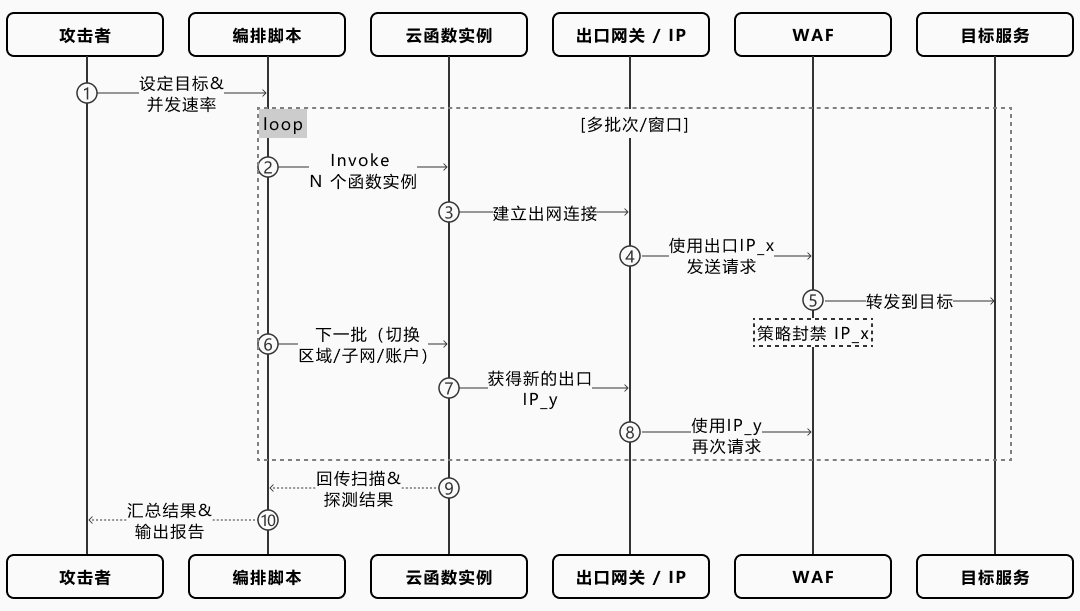 攻击者
编排脚本
云函数实例
出口网关 / IP
WAF
目标服务
1
设定目标&
并发速率
loop
[多批次/窗口]
2
Invoke
N 个函数实例
3
建立出网连接
4
使用出口IP_x
发送请求
5
转发到目标
策略封禁 IP_x
6
下一批（切换
区域/子网/账户）
7
获得新的出口
IP_y
8
使用IP_y
再次请求
9
回传扫描&
探测结果
10
汇总结果&
输出报告
攻击者
编排脚本
云函数实例
出口网关 / IP
WAF
目标服务